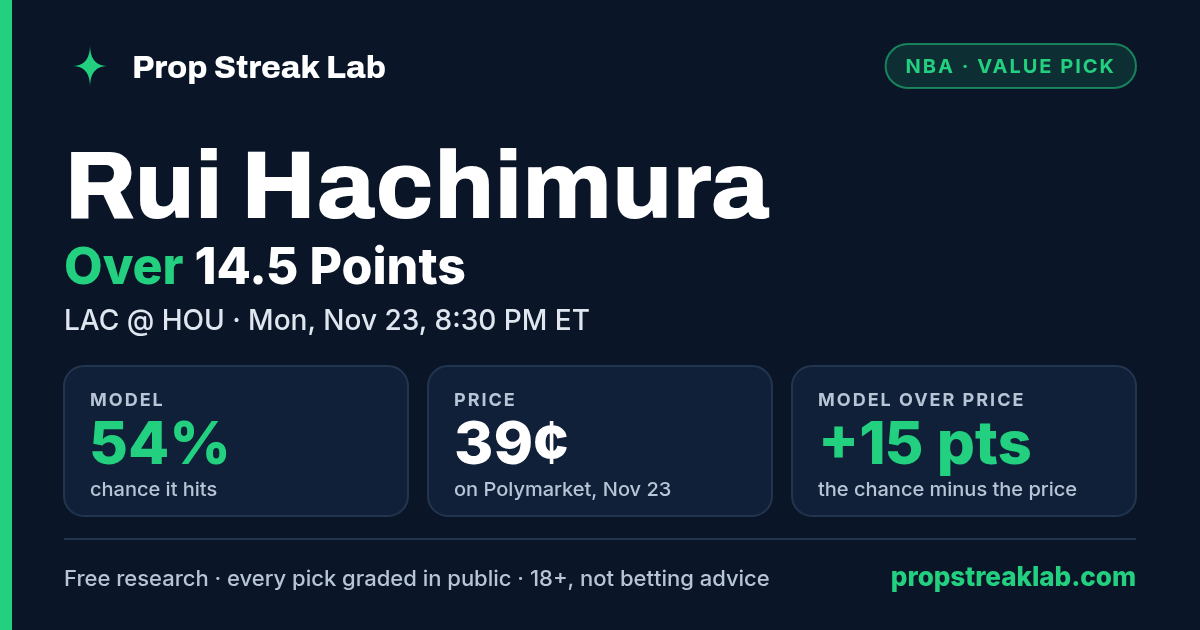 Prop Streak Lab
NBA · VALUE PICK
Rui Hachimura
Over 14.5 Points
LAC @ HOU · Mon, Nov 23, 8:30 PM ET
MODEL
54%
chance it hits
PRICE
39¢
on Polymarket, Nov 23
MODEL OVER PRICE
+15 pts
the chance minus the price
Free research · every pick graded in public · 18+, not betting advice
propstreaklab.com